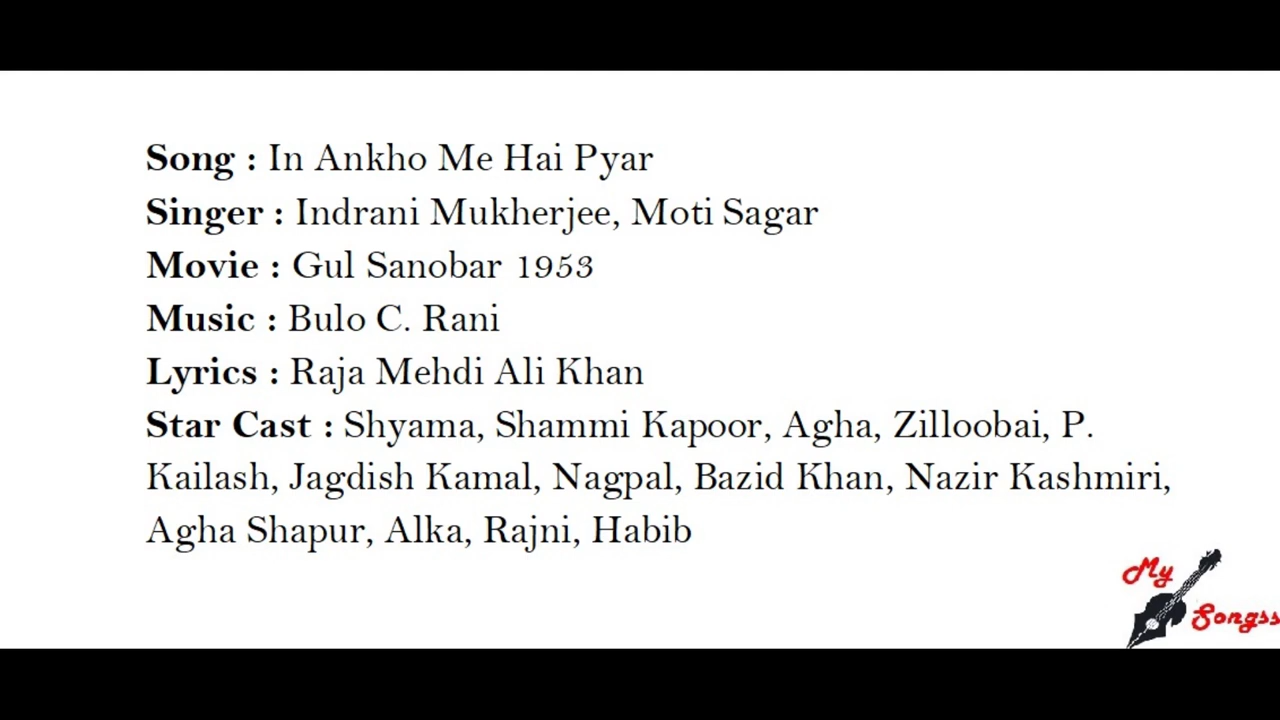 Song : In Ankho Me Hai Pyar
Singer : Indrani Mukherjee, Moti Sagar
Movie : Gul Sanobar 1953
Music : Bulo C. Rani
Lyrics : Raja Mehdi Ali Khan
Star Cast : Shyama, Shammi Kapoor, Agha, Zilloobai, P.
Kailash, Jagdish Kamal, Nagpal, Bazid Khan, Nazir Kashmiri,
Agha Shapur, Alka, Rajni, Habib
My
Songss